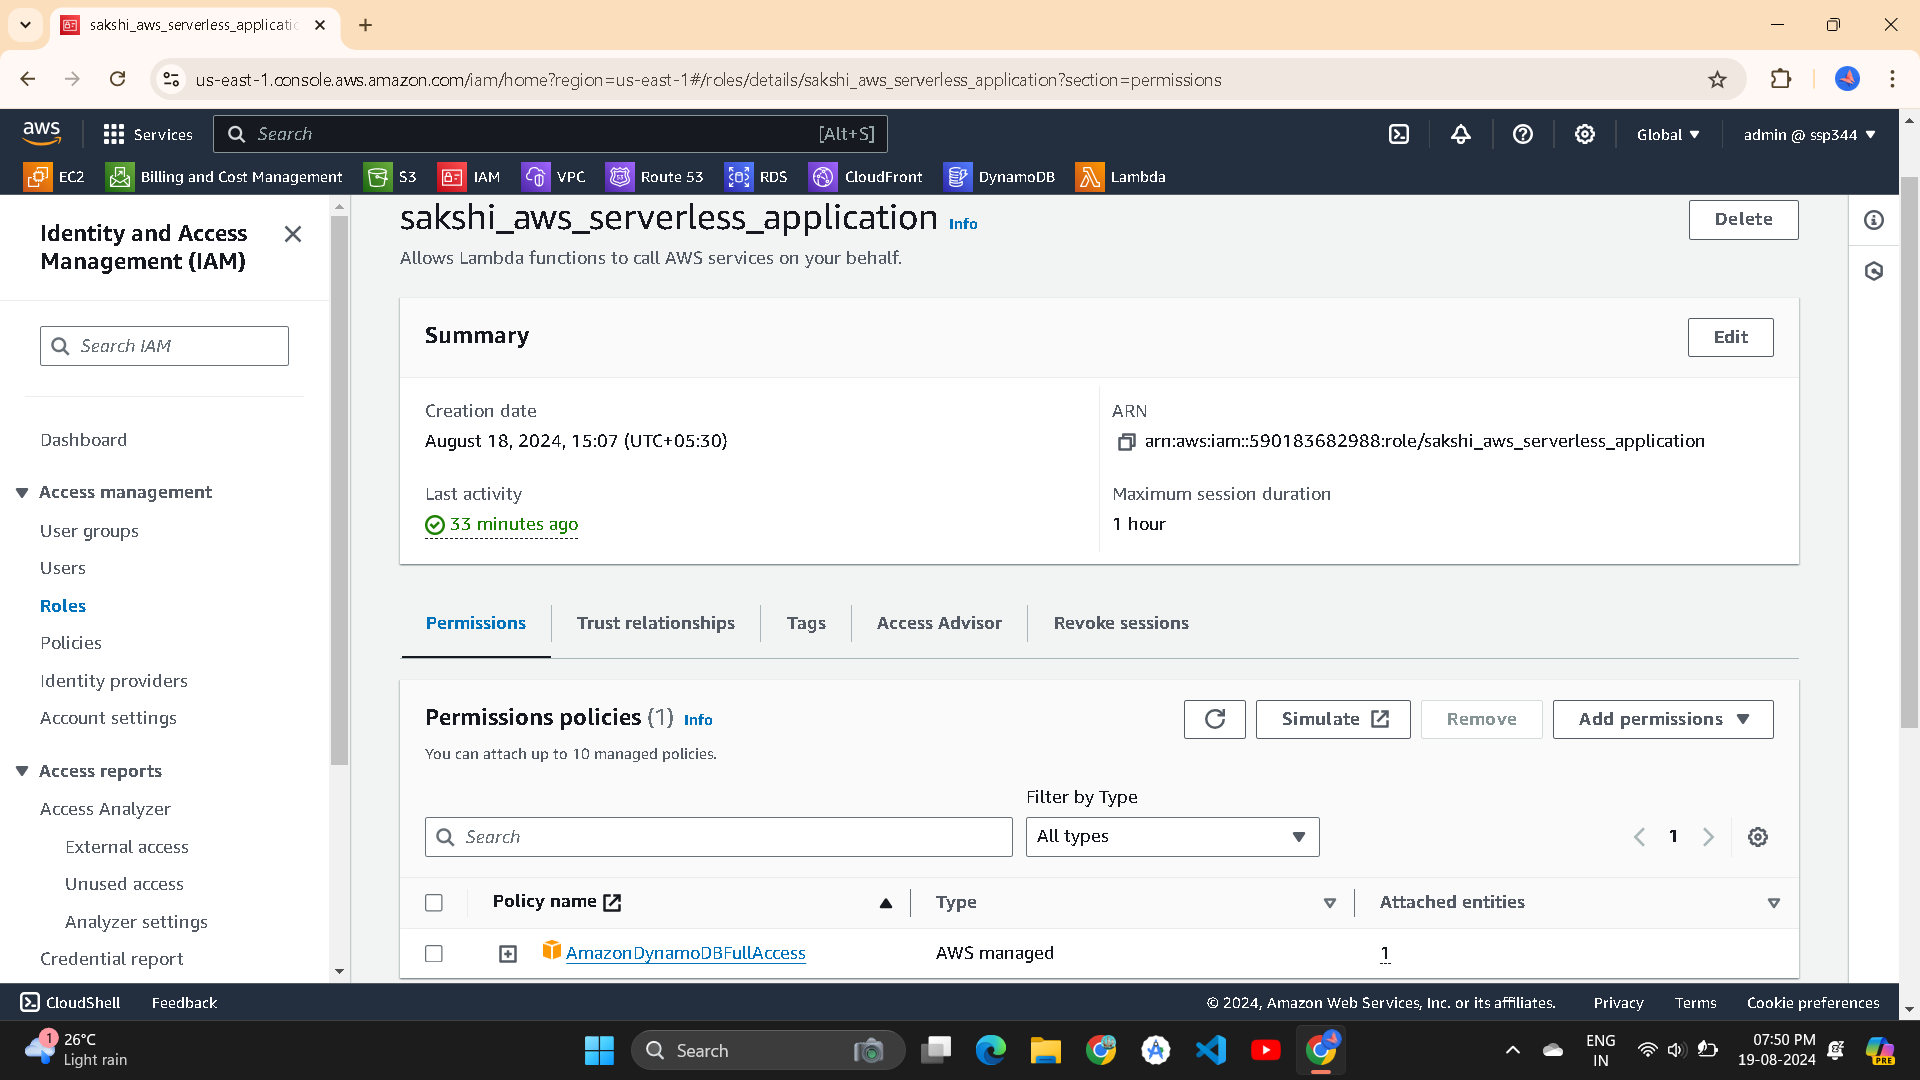 sakshi_aws_serverless_applicatio
us-east-1.console.aws.amazon.com/iam/home?region=us-east-1#/roles/details/sakshi_aws_serverless_application?section=permissions
aws
Services
Search
[Alt+S]
Global
admin @ ssp344
EC2
Billing and Cost Management
S3
IAM
VPC
Route 53
RDS
CloudFront
DynamoDB
Lambda
Identity and Access
Management (IAM)
Search IAM
Dashboard
Access management
User groups
Users
Roles
Policies
Identity providers
Account settings
Access reports
Access Analyzer
External access
Unused access
Analyzer settings
Credential report
sakshi_aws_serverless_application Info
Delete
Allows Lambda functions to call AWS services on your behalf.
Summary
Edit
Creation date
August 18, 2024, 15:07 (UTC+05:30)
ARN
arn:aws:iam::590183682988:role/sakshi_aws_serverless_application
Last activity
33 minutes ago
Maximum session duration
1 hour
Permissions
Trust relationships
Tags
Access Advisor
Revoke sessions
Permissions policies (1) Info
Simulate
Remove
Add permissions
You can attach up to 10 managed policies.
Filter by Type
Search
All types
1
Policy name
Type
Attached entities
AmazonDynamoDBFullAccess
AWS managed
1
CloudShell
Feedback
© 2024, Amazon Web Services, Inc. or its affiliates.
Privacy
Terms
Cookie preferences
1
26°C
Light rain
Search
ENG
IN
07:50 PM
19-08-2024
PRE